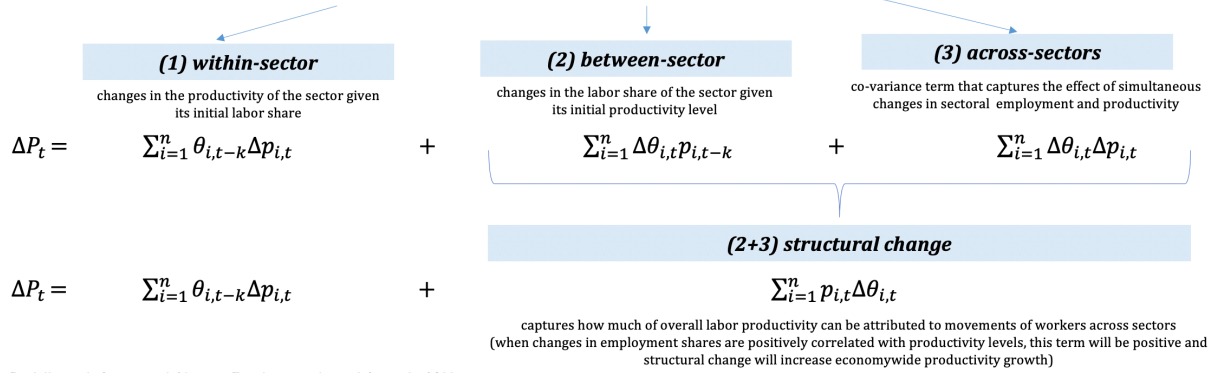 (1) within-sector
changes in the productivity of the sector given
its initial labor share
(2) between-sector
changes in the labor share of the sector given
its initial productivity level
(3) across-sectors
co-variance term that captures the effect of simultaneous
changes in sectoral employment and productivity
ΔP_t = ∑_{i=1}^{n} θ_{i,t−k}Δp_{i,t} + ∑_{i=1}^{n} Δθ_{i,t}p_{i,t−k} + ∑_{i=1}^{n} Δθ_{i,t}Δp_{i,t}
(2+3) structural change
ΔP_t = ∑_{i=1}^{n} θ_{i,t−k}Δp_{i,t} + ∑_{i=1}^{n} p_{i,t}Δθ_{i,t}
captures how much of overall labor productivity can be attributed to movements of workers across sectors
(when changes in employment shares are positively correlated with productivity levels, this term will be positive and
structural change will increase economywide productivity growth)